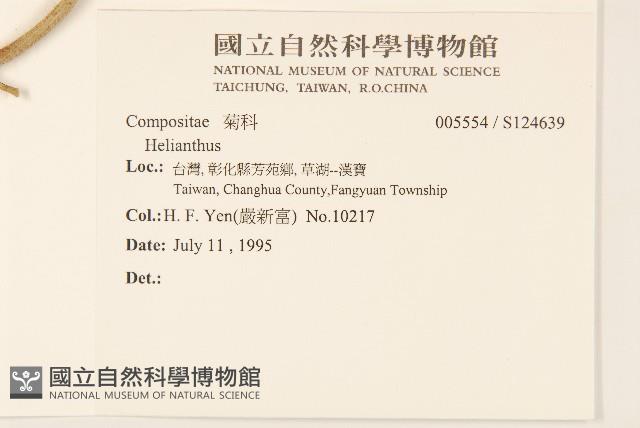 國立自然科學博物館
NATIONAL MUSEUM OF NATURAL SCIENCE
TAICHUNG, TAIWAN, R.O.CHINA
Compositae 菊科 005554 / S124639
Helianthus
Loc.: 台灣, 彰化縣芳苑鄉, 草湖--漢寶
Taiwan, Changhua County,Fangyuan Township
Col.: H. F. Yen(嚴新富) No.10217
Date: July 11 , 1995
Det.:
國立自然科學博物館
NATIONAL MUSEUM OF NATURAL SCIENCE